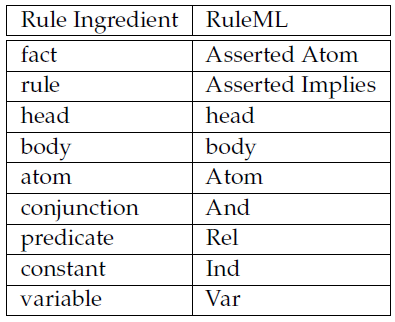 Rule Ingredient RuleML
fact Asserted Atom
rule Asserted Implies
head head
body body
atom Atom
conjunction And
predicate Rel
constant Ind
variable Var